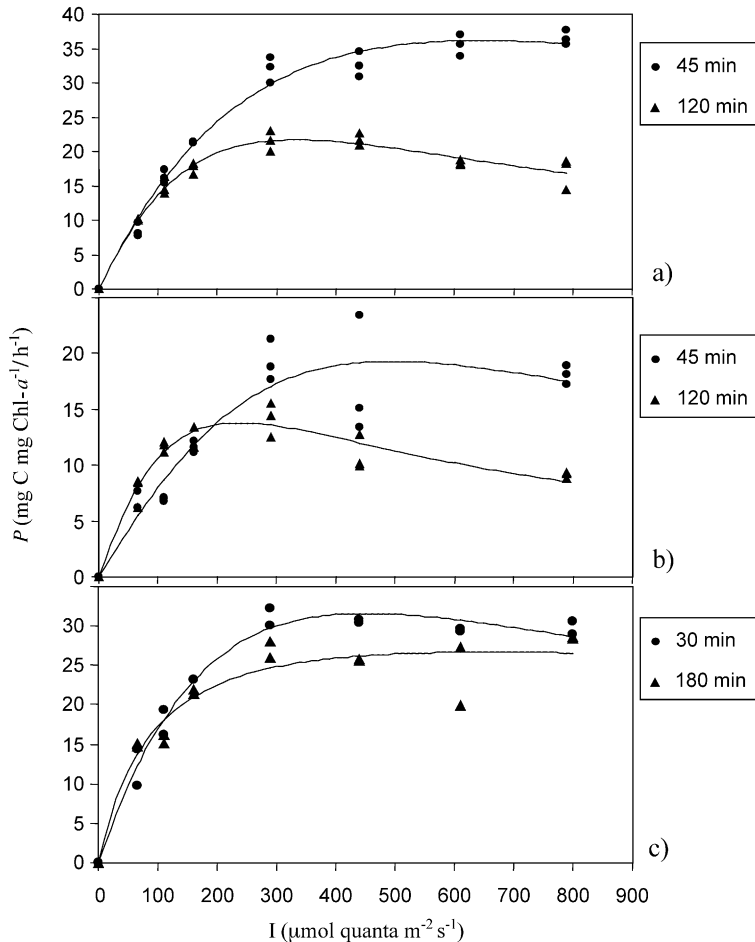 40
35
30
25
20
15
10
5
0
45 min
120 min
a)
20
15
10
5
0
45 min
120 min
b)
P (mg C mg Chl-a⁻¹/h⁻¹)
30
25
20
15
10
5
0
30 min
180 min
c)
0 100 200 300 400 500 600 700 800 900
I (μmol quanta m⁻² s⁻¹)